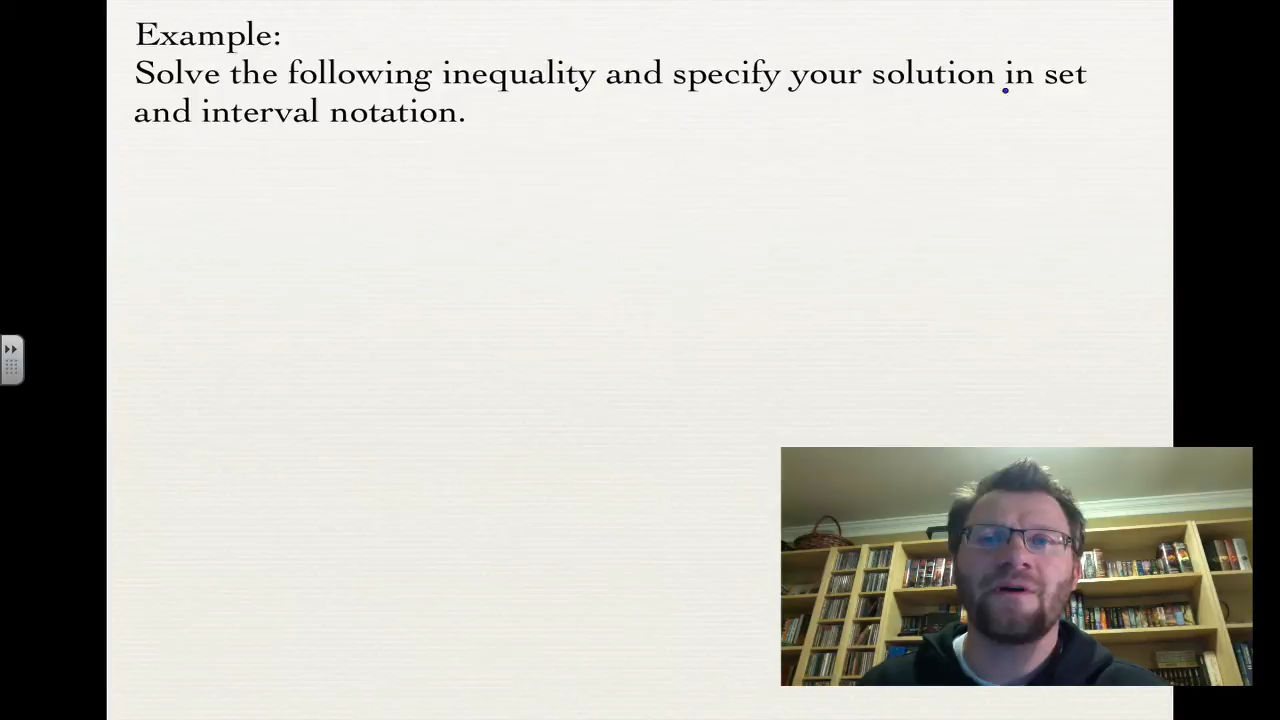 Example:
Solve the following inequality and specify your solution in set
and interval notation.